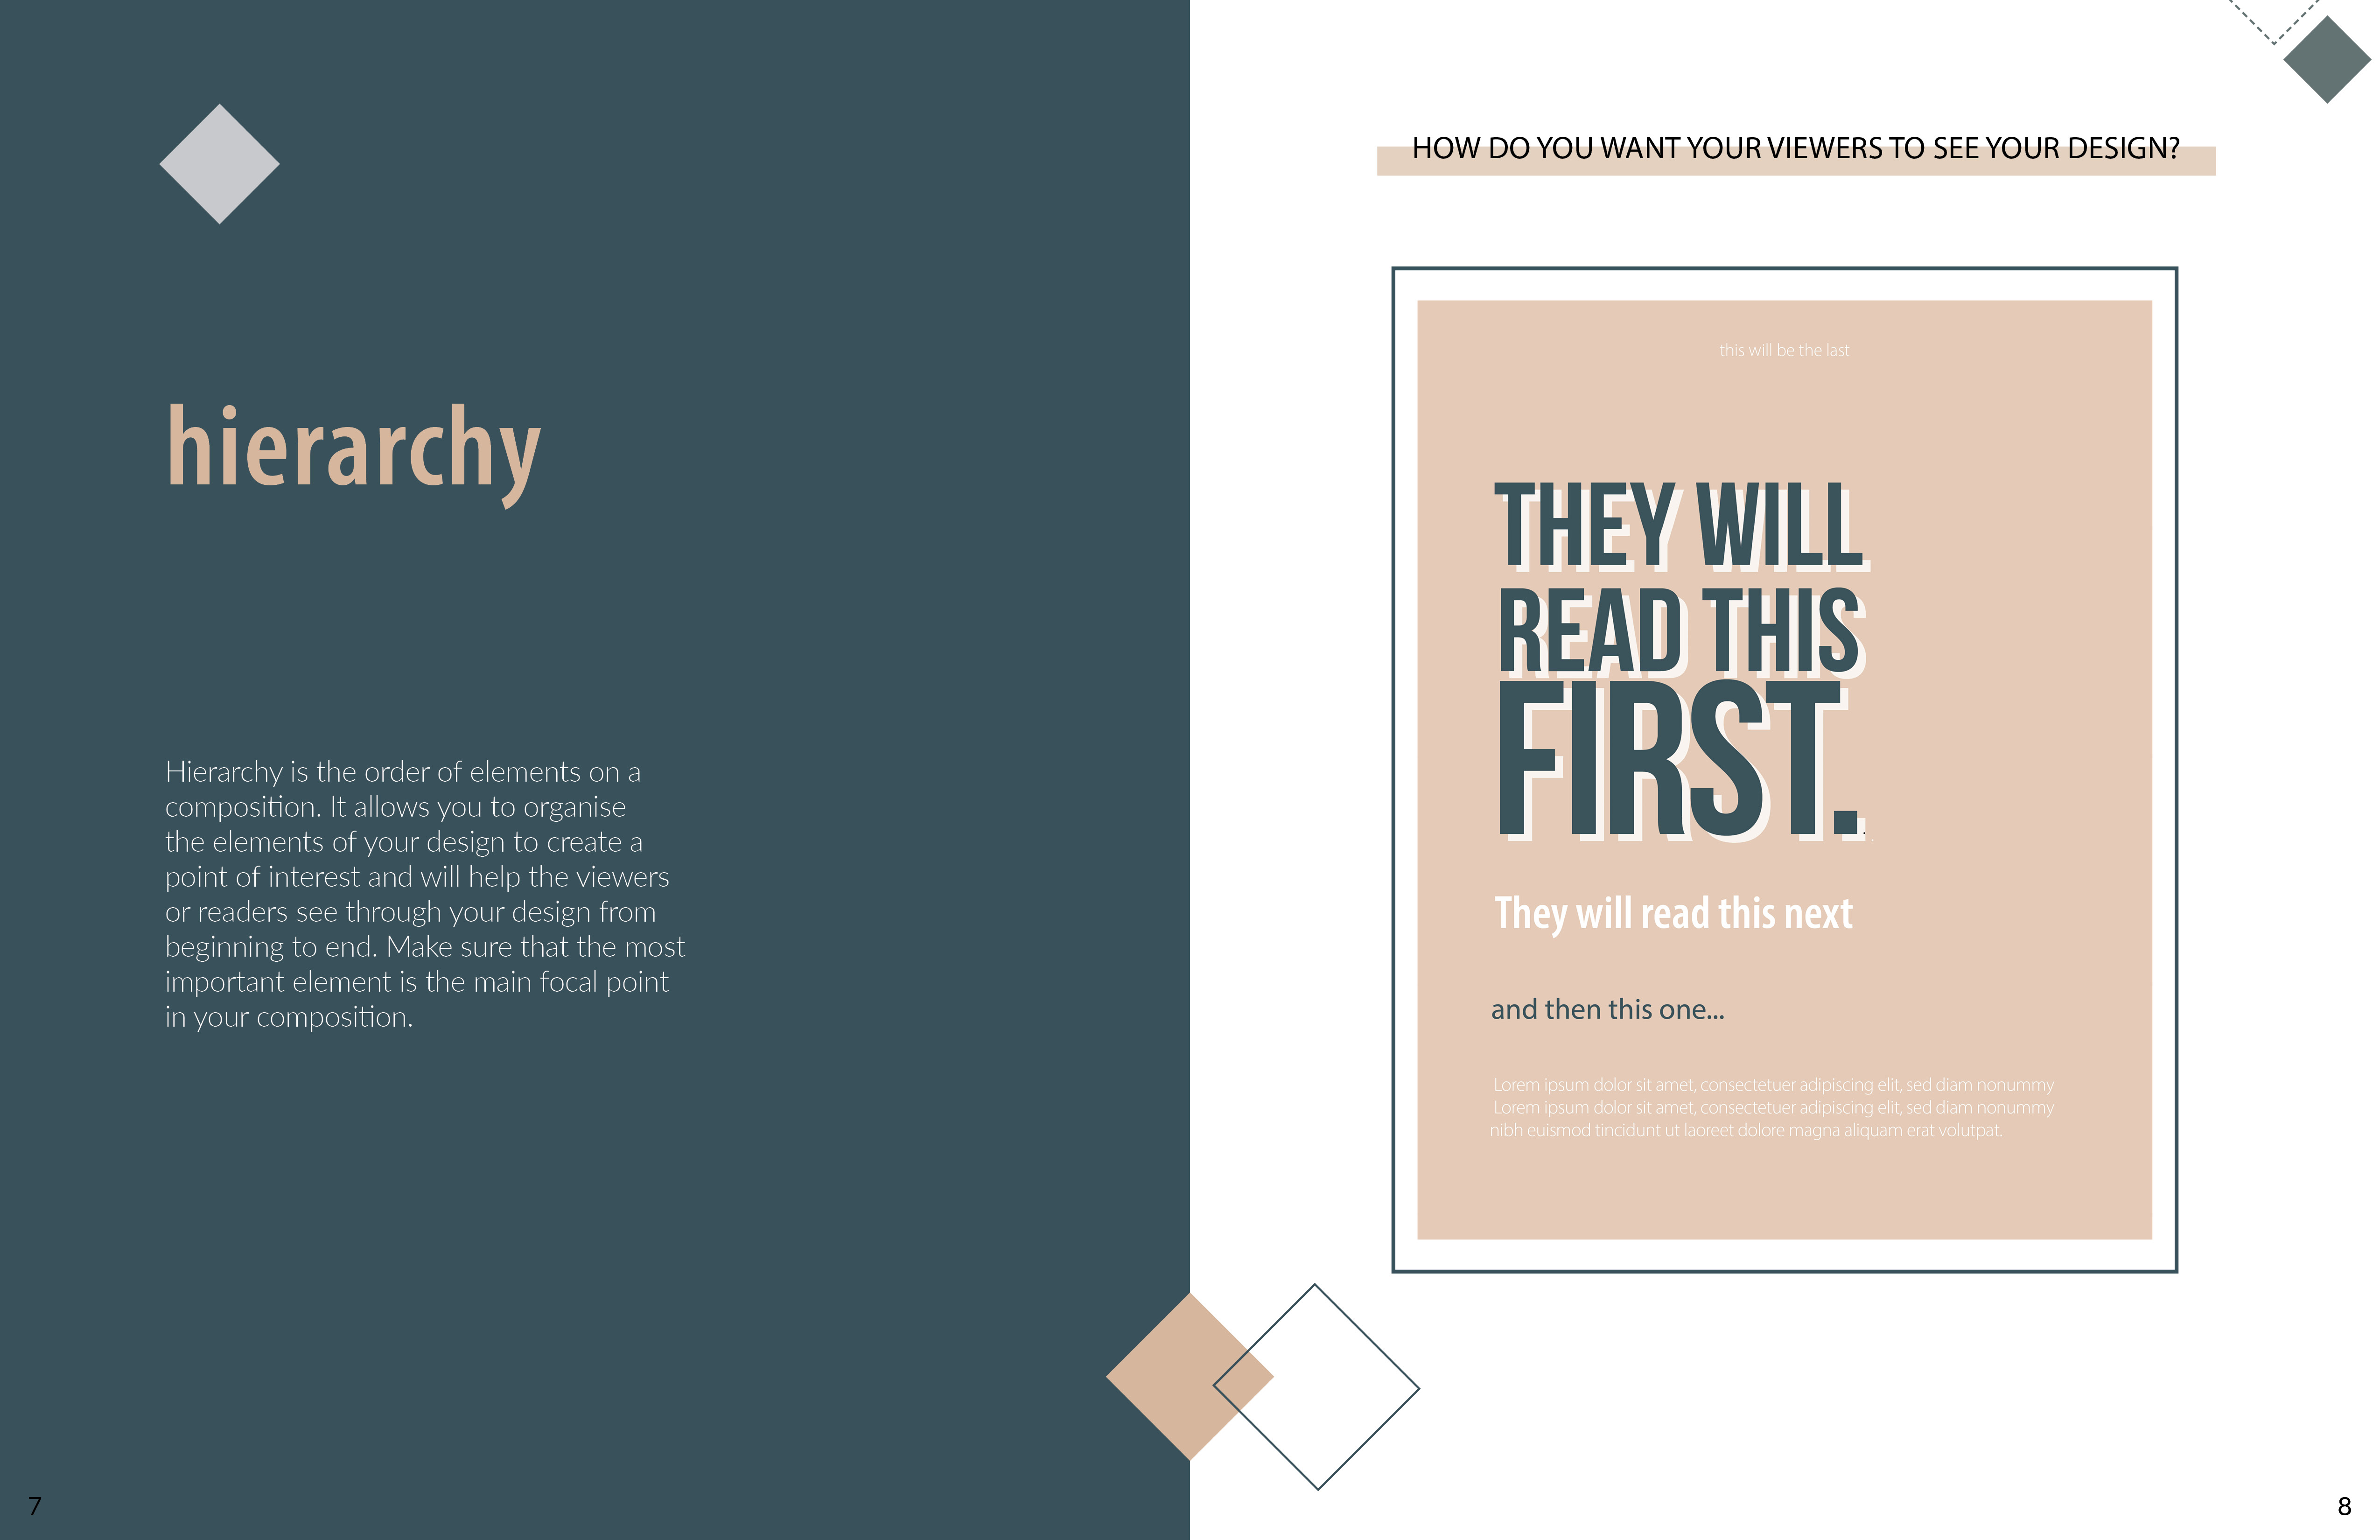 hierarchy
Hierarchy is the order of elements on a
composition. It allows you to organise
the elements of your design to create a
point of interest and will help the viewers
or readers see through your design from
beginning to end. Make sure that the most
important element is the main focal point
in your composition.
7
HOW DO YOU WANT YOUR VIEWERS TO SEE YOUR DESIGN?
this will be the last
THEY WILL
READ THIS
FIRST.
They will read this next
and then this one...
Lorem ipsum dolor sit amet, consectetuer adipiscing elit, sed diam nonummy
Lorem ipsum dolor sit amet, consectetuer adipiscing elit, sed diam nonummy
nibh euismod tincidunt ut laoreet dolore magna aliquam erat volutpat.
8